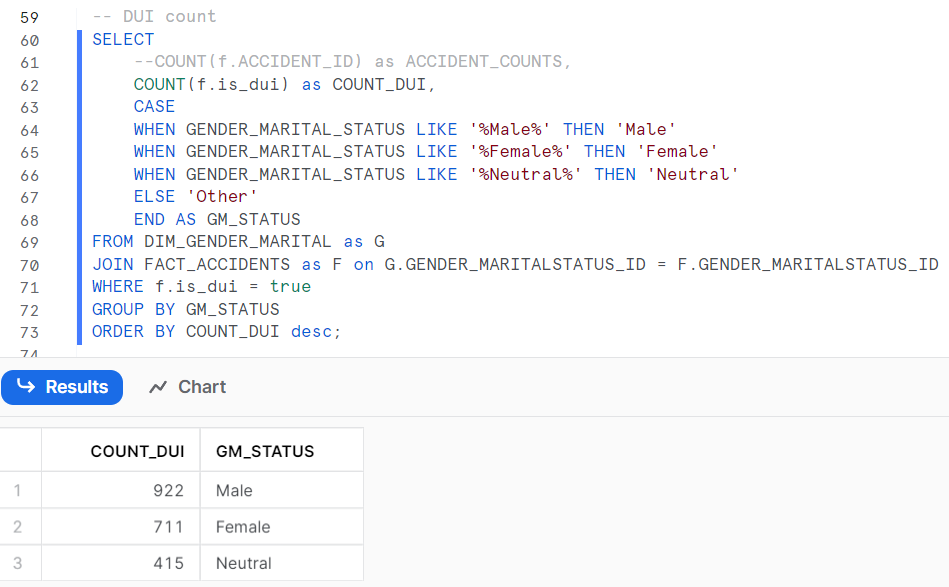 59 -- DUI count
60 SELECT
61 --COUNT(f.ACCIDENT_ID) as ACCIDENT_COUNTS,
62 COUNT(f.is_dui) as COUNT_DUI,
63 CASE
64 WHEN GENDER_MARITAL_STATUS LIKE '%Male%' THEN 'Male'
65 WHEN GENDER_MARITAL_STATUS LIKE '%Female%' THEN 'Female'
66 WHEN GENDER_MARITAL_STATUS LIKE '%Neutral%' THEN 'Neutral'
67 ELSE 'Other'
68 END AS GM_STATUS
69 FROM DIM_GENDER_MARITAL as G
70 JOIN FACT_ACCIDENTS as F on G.GENDER_MARITALSTATUS_ID = F.GENDER_MARITALSTATUS_ID
71 WHERE f.is_dui = true
72 GROUP BY GM_STATUS
73 ORDER BY COUNT_DUI desc;
74
Results Chart
COUNT_DUI GM_STATUS
1 922 Male
2 711 Female
3 415 Neutral